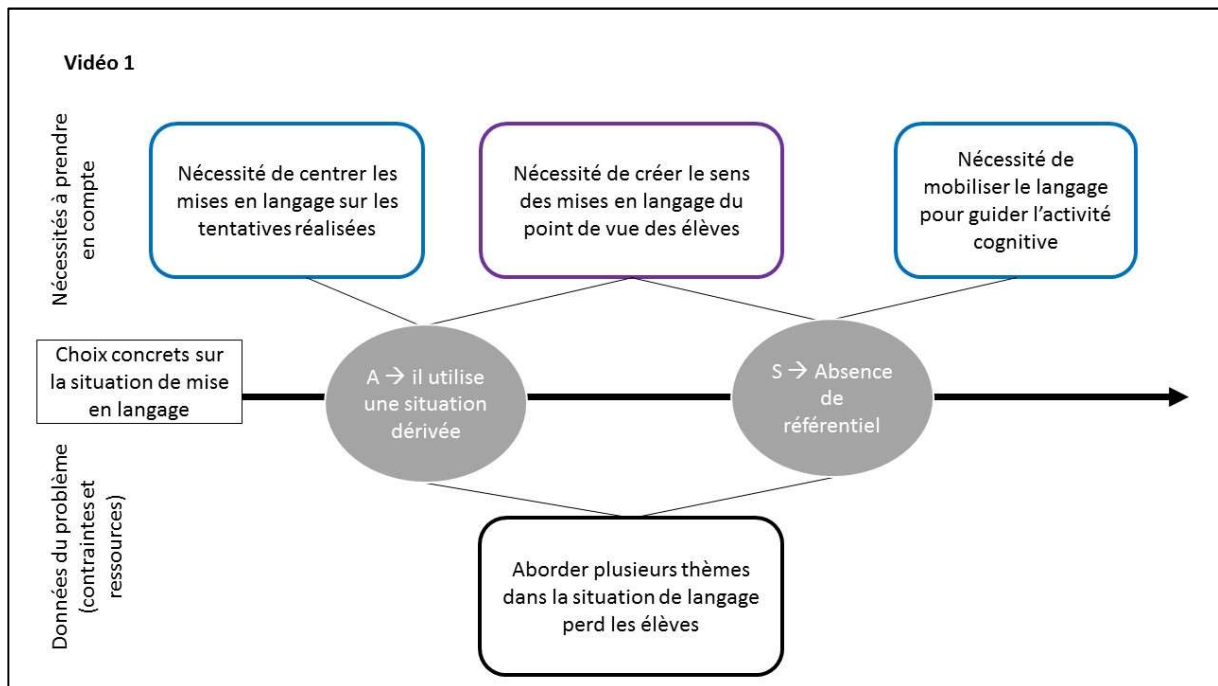 Vidéo 1
Nécessités à prendre
en compte
Nécessité de centrer les
mises en langage sur les
tentatives réalisées
Nécessité de créer le sens
des mises en langage du
point de vue des élèves
Nécessité de
mobiliser le langage
pour guider l'activité
cognitive
Choix concrets sur
la situation de mise
en langage
A → il utilise
une situation
dérivée
S → Absence
de
référentiel
Données du problème
(contraintes et
ressources)
Aborder plusieurs thèmes
dans la situation de langage
perd les élèves